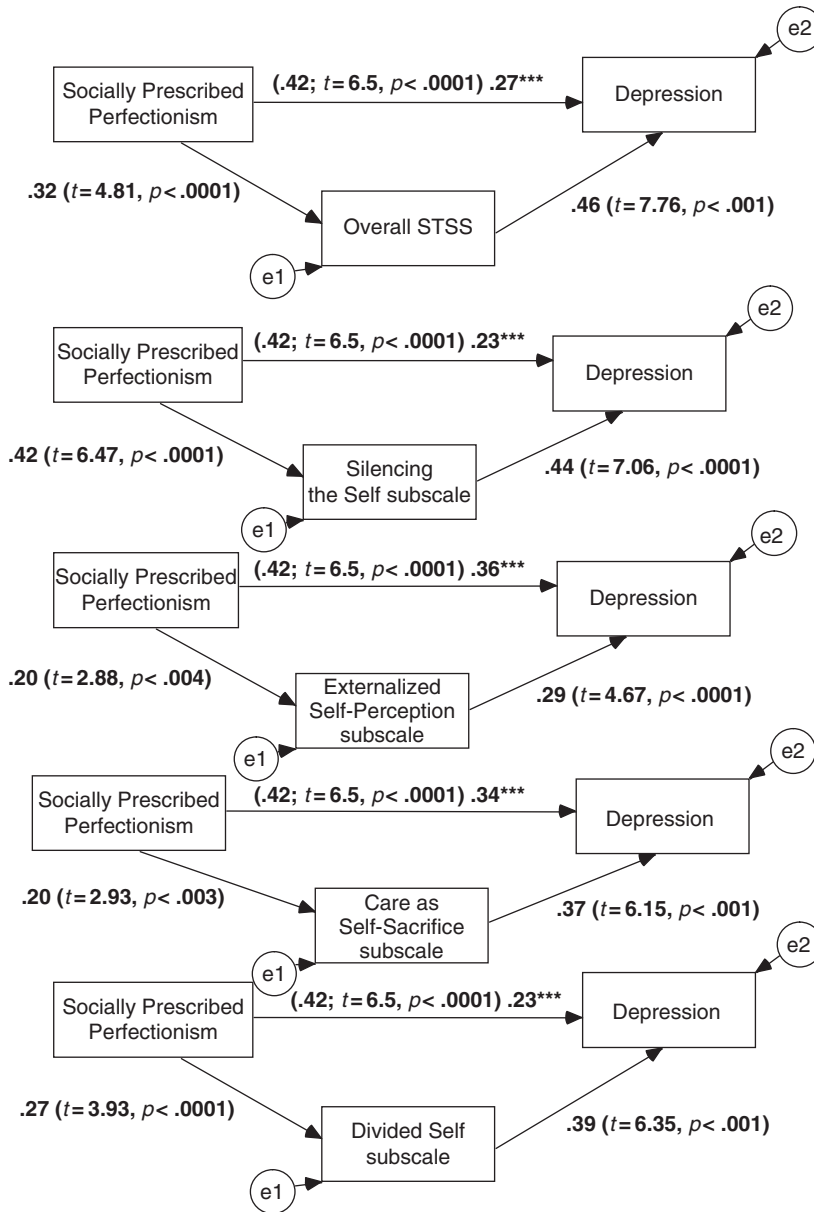 e2
Socially Prescribed
Perfectionism
(.42; t=6.5, p< .0001) .27***
Depression
.32 (t=4.81, p< .0001)
Overall STSS
.46 (t=7.76, p< .001)
e1
e2
Socially Prescribed
Perfectionism
(.42; t=6.5, p< .0001) .23***
Depression
.42 (t=6.47, p< .0001)
Silencing
the Self subscale
.44 (t=7.06, p< .0001)
e1
e2
Socially Prescribed
Perfectionism
(.42; t=6.5, p< .0001) .36***
Depression
.20 (t=2.88, p< .004)
Externalized
Self-Perception
subscale
.29 (t=4.67, p< .0001)
e1
e2
Socially Prescribed
Perfectionism
(.42; t=6.5, p< .0001) .34***
Depression
.20 (t=2.93, p< .003)
Care as
Self-Sacrifice
subscale
.37 (t=6.15, p< .001)
e1
e2
Socially Prescribed
Perfectionism
(.42; t=6.5, p< .0001) .23***
Depression
.27 (t=3.93, p< .0001)
Divided Self
subscale
.39 (t=6.35, p< .001)
e1